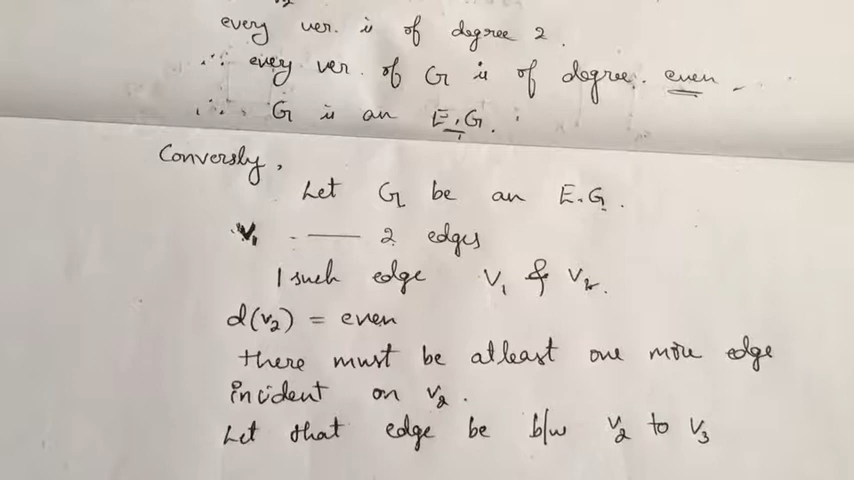 every ver. is of degree 2.
∴ every ver. of G is of degree. even.
∴ G is an E.G.
Conversly,
Let G be an E.G.
V₁ —— 2 edges
1 such edge V₁ & V₂.
d(v₂) = even
there must be atleast one more edge
incident on v₂.
Let that edge be b/w v₂ to v₃